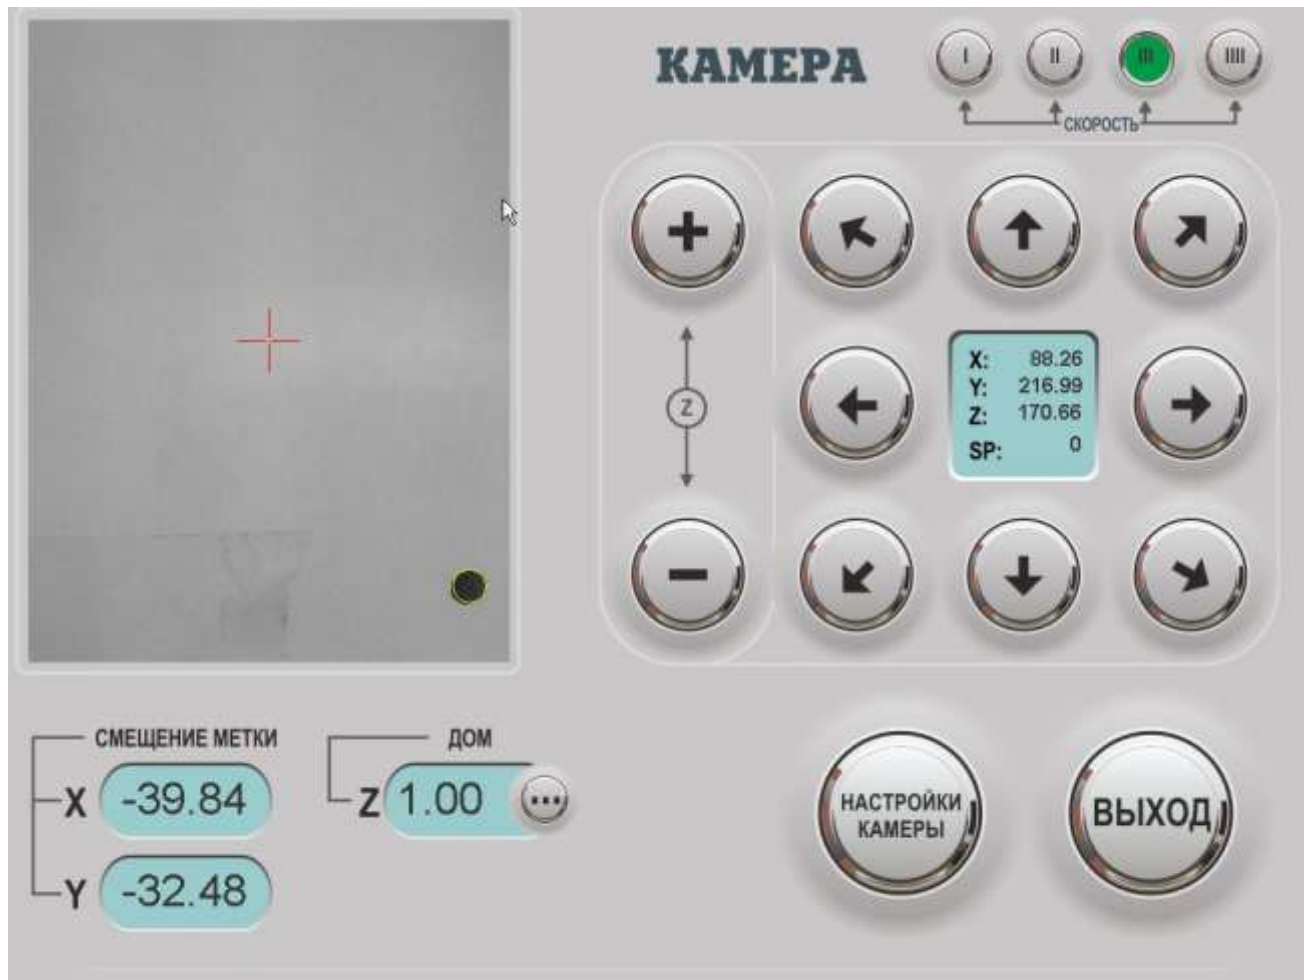 КАМЕРА
I II III IIII
СКОРОСТЬ
X: 88.26
Y: 216.99
Z: 170.66
SP: 0
Z
СМЕЩЕНИЕ МЕТКИ
X -39.84
Y -32.48
ДОМ
Z 1.00
НАСТРОЙКИ
КАМЕРЫ
ВЫХОД